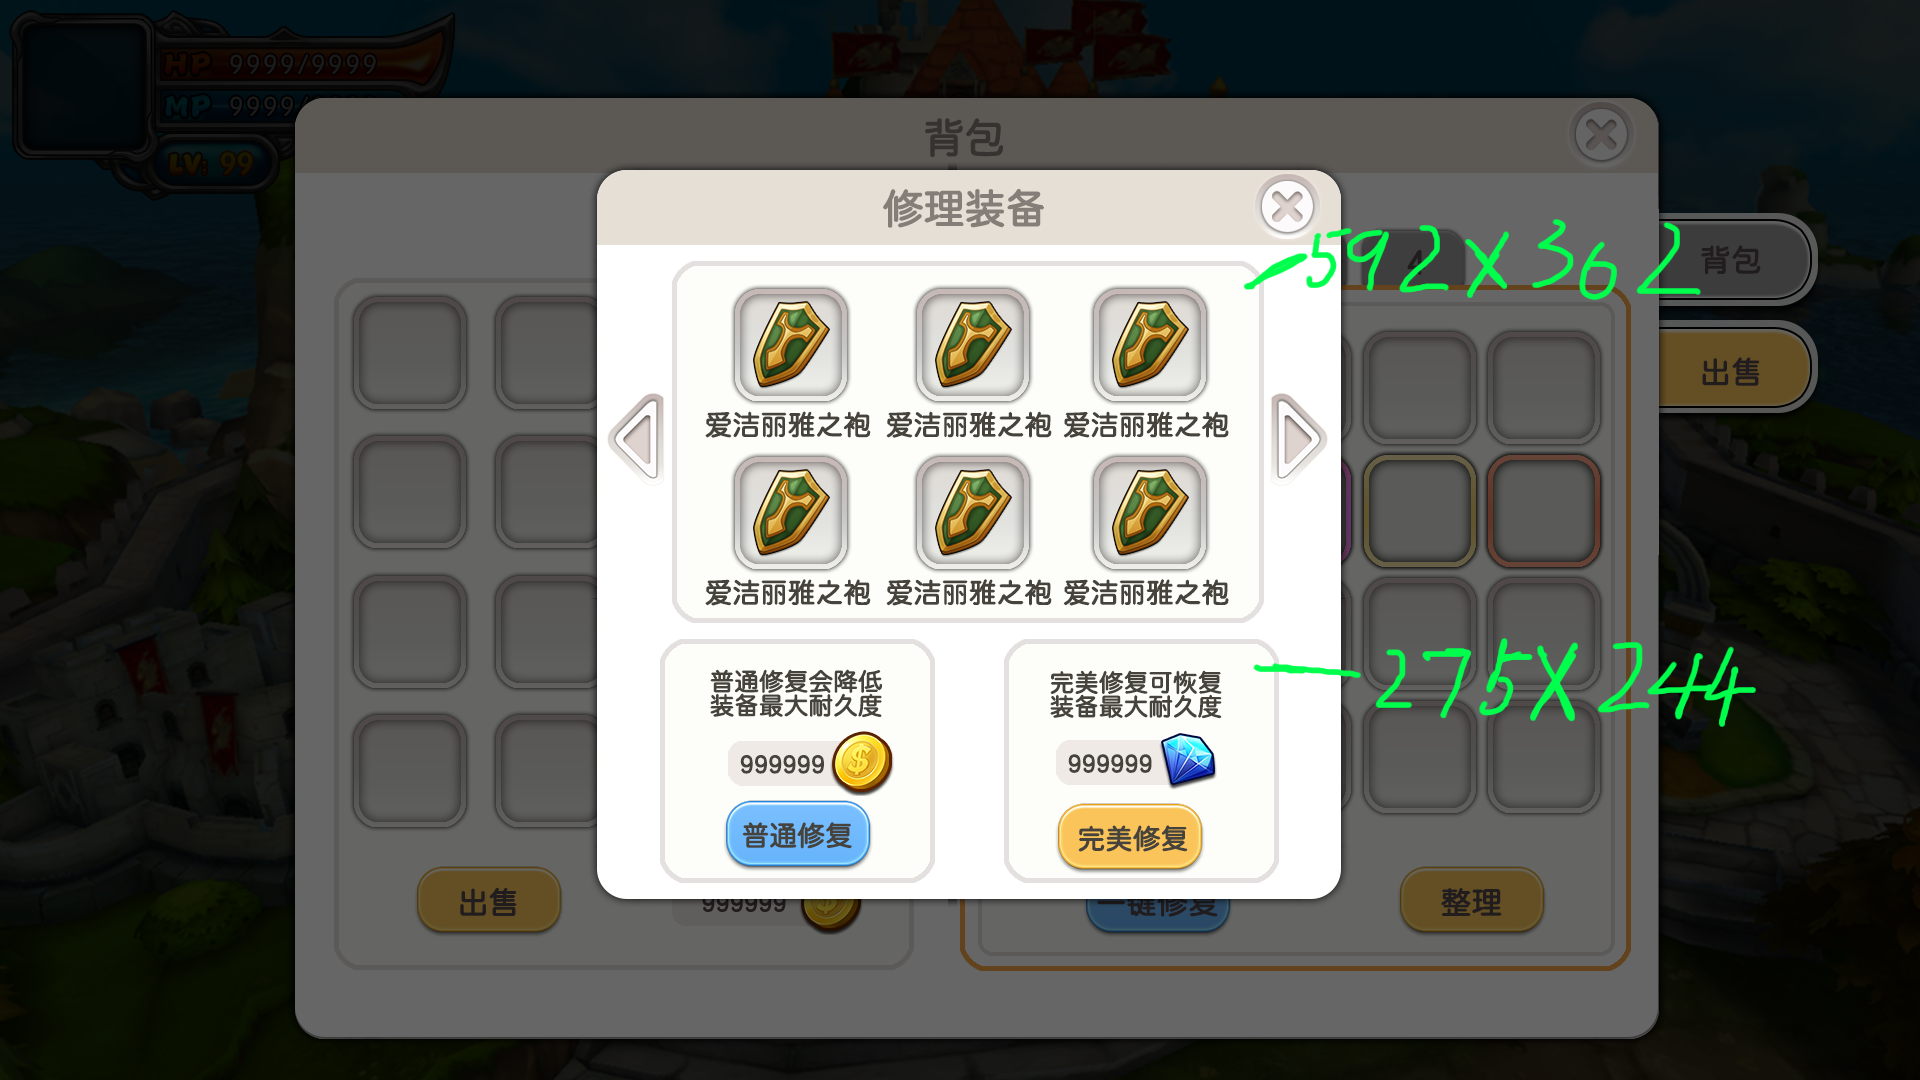 HP 9999/9999
MP 9999/
LV: 99
背包
修理装备
592X362
4
背包
出售
爱洁丽雅之袍 爱洁丽雅之袍 爱洁丽雅之袍
爱洁丽雅之袍 爱洁丽雅之袍 爱洁丽雅之袍
275X244
普通修复会降低
装备最大耐久度
999999
普通修复
完美修复可恢复
装备最大耐久度
999999
完美修复
出售
999999
一键修复
整理